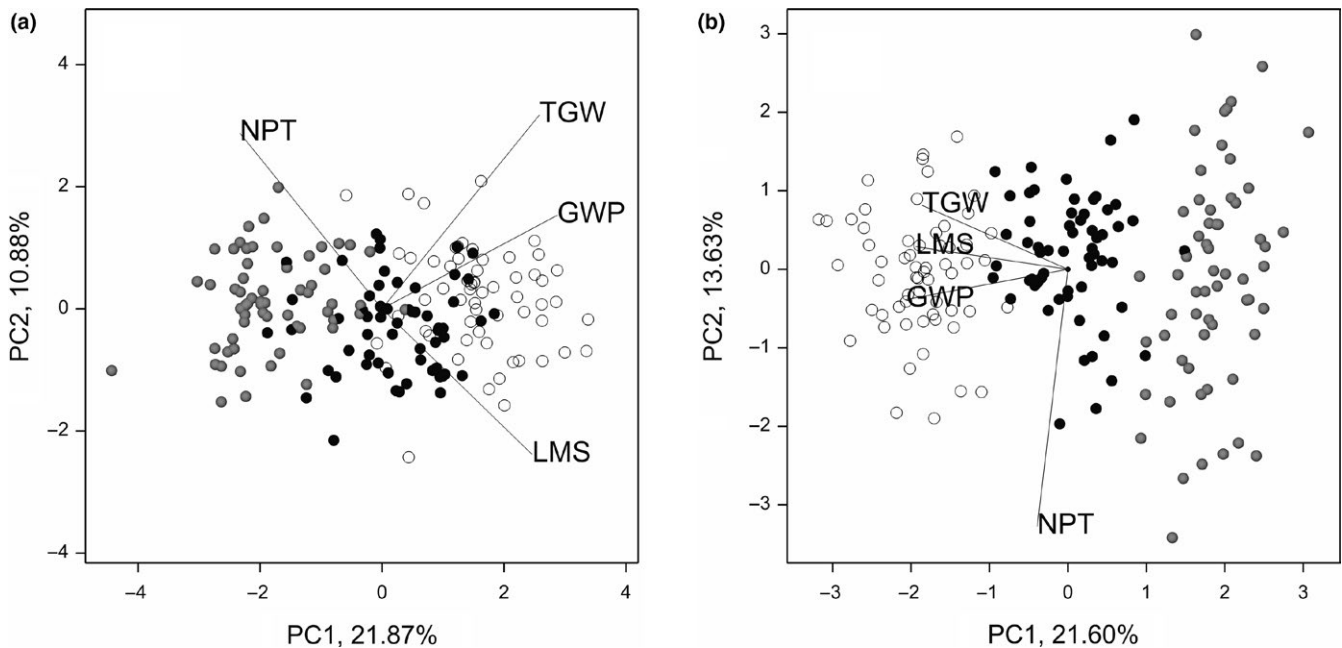 (a)
4
2
0
−2
−4
PC2, 10.88%
NPT
TGW
GWP
LMS
−4
−2
0
2
4
PC1, 21.87%
(b)
3
2
1
0
−1
−2
−3
PC2, 13.63%
TGW
LMS
GWP
NPT
−3
−2
−1
0
1
2
3
PC1, 21.60%